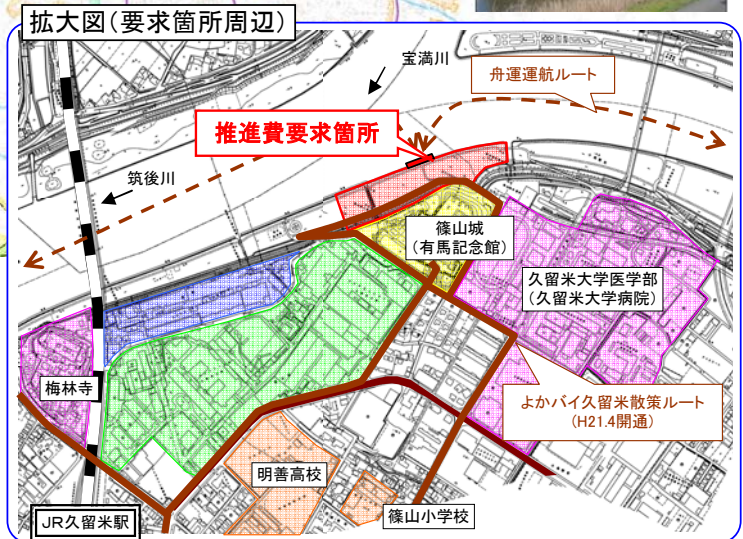 拡大図(要求箇所周辺)
宝満川
舟運運航ルート
推進費要求箇所
筑後川
篠山城
(有馬記念館)
久留米大学医学部
(久留米大学病院)
梅林寺
よかバイ久留米散策ルート
(H21.4開通)
明善高校
篠山小学校
JR久留米駅